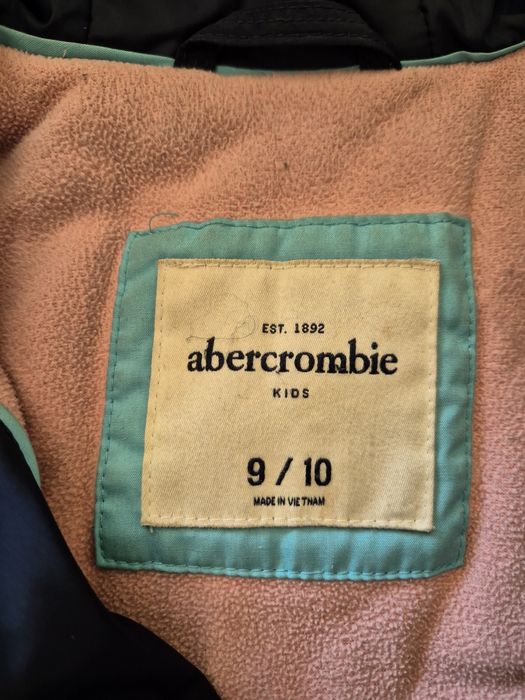 EST. 1892
abercrombie
KIDS
9 / 10
MADE IN VIETNAM